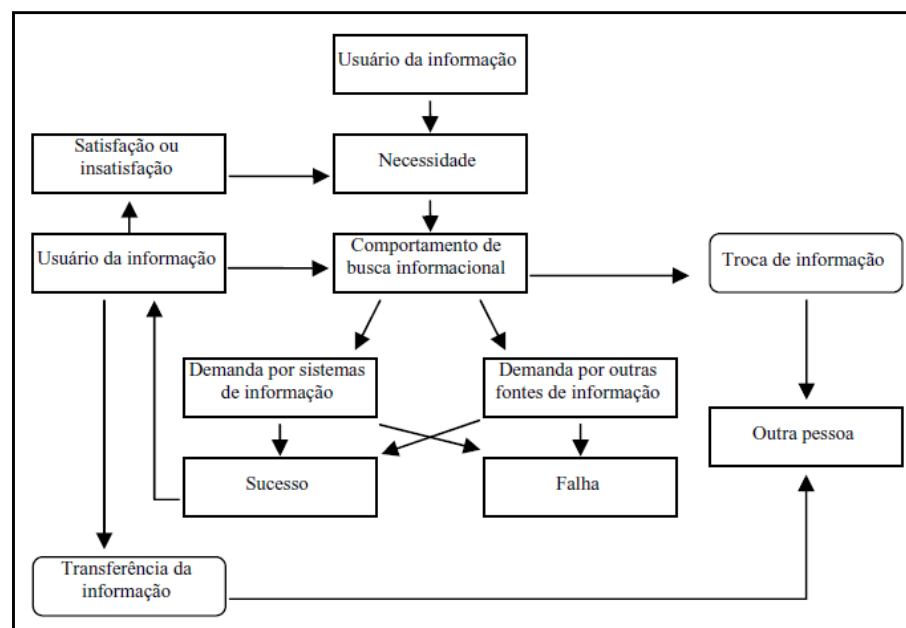 Usuário da informação
Satisfação ou
insatisfação
Necessidade
Usuário da informação
Comportamento de
busca informacional
Troca de informação
Demanda por sistemas
de informação
Demanda por outras
fontes de informação
Outra pessoa
Sucesso
Falha
Transferência da
informação